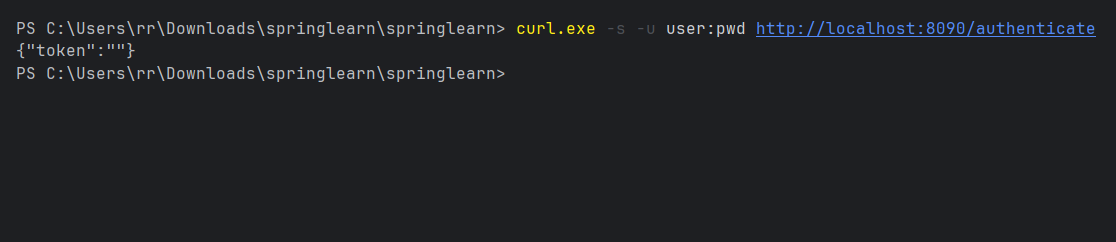 PS C:\Users\rr\Downloads\springlearn\springlearn> curl.exe -s -u user:pwd http://localhost:8090/authenticate
{"token":""}
PS C:\Users\rr\Downloads\springlearn\springlearn>